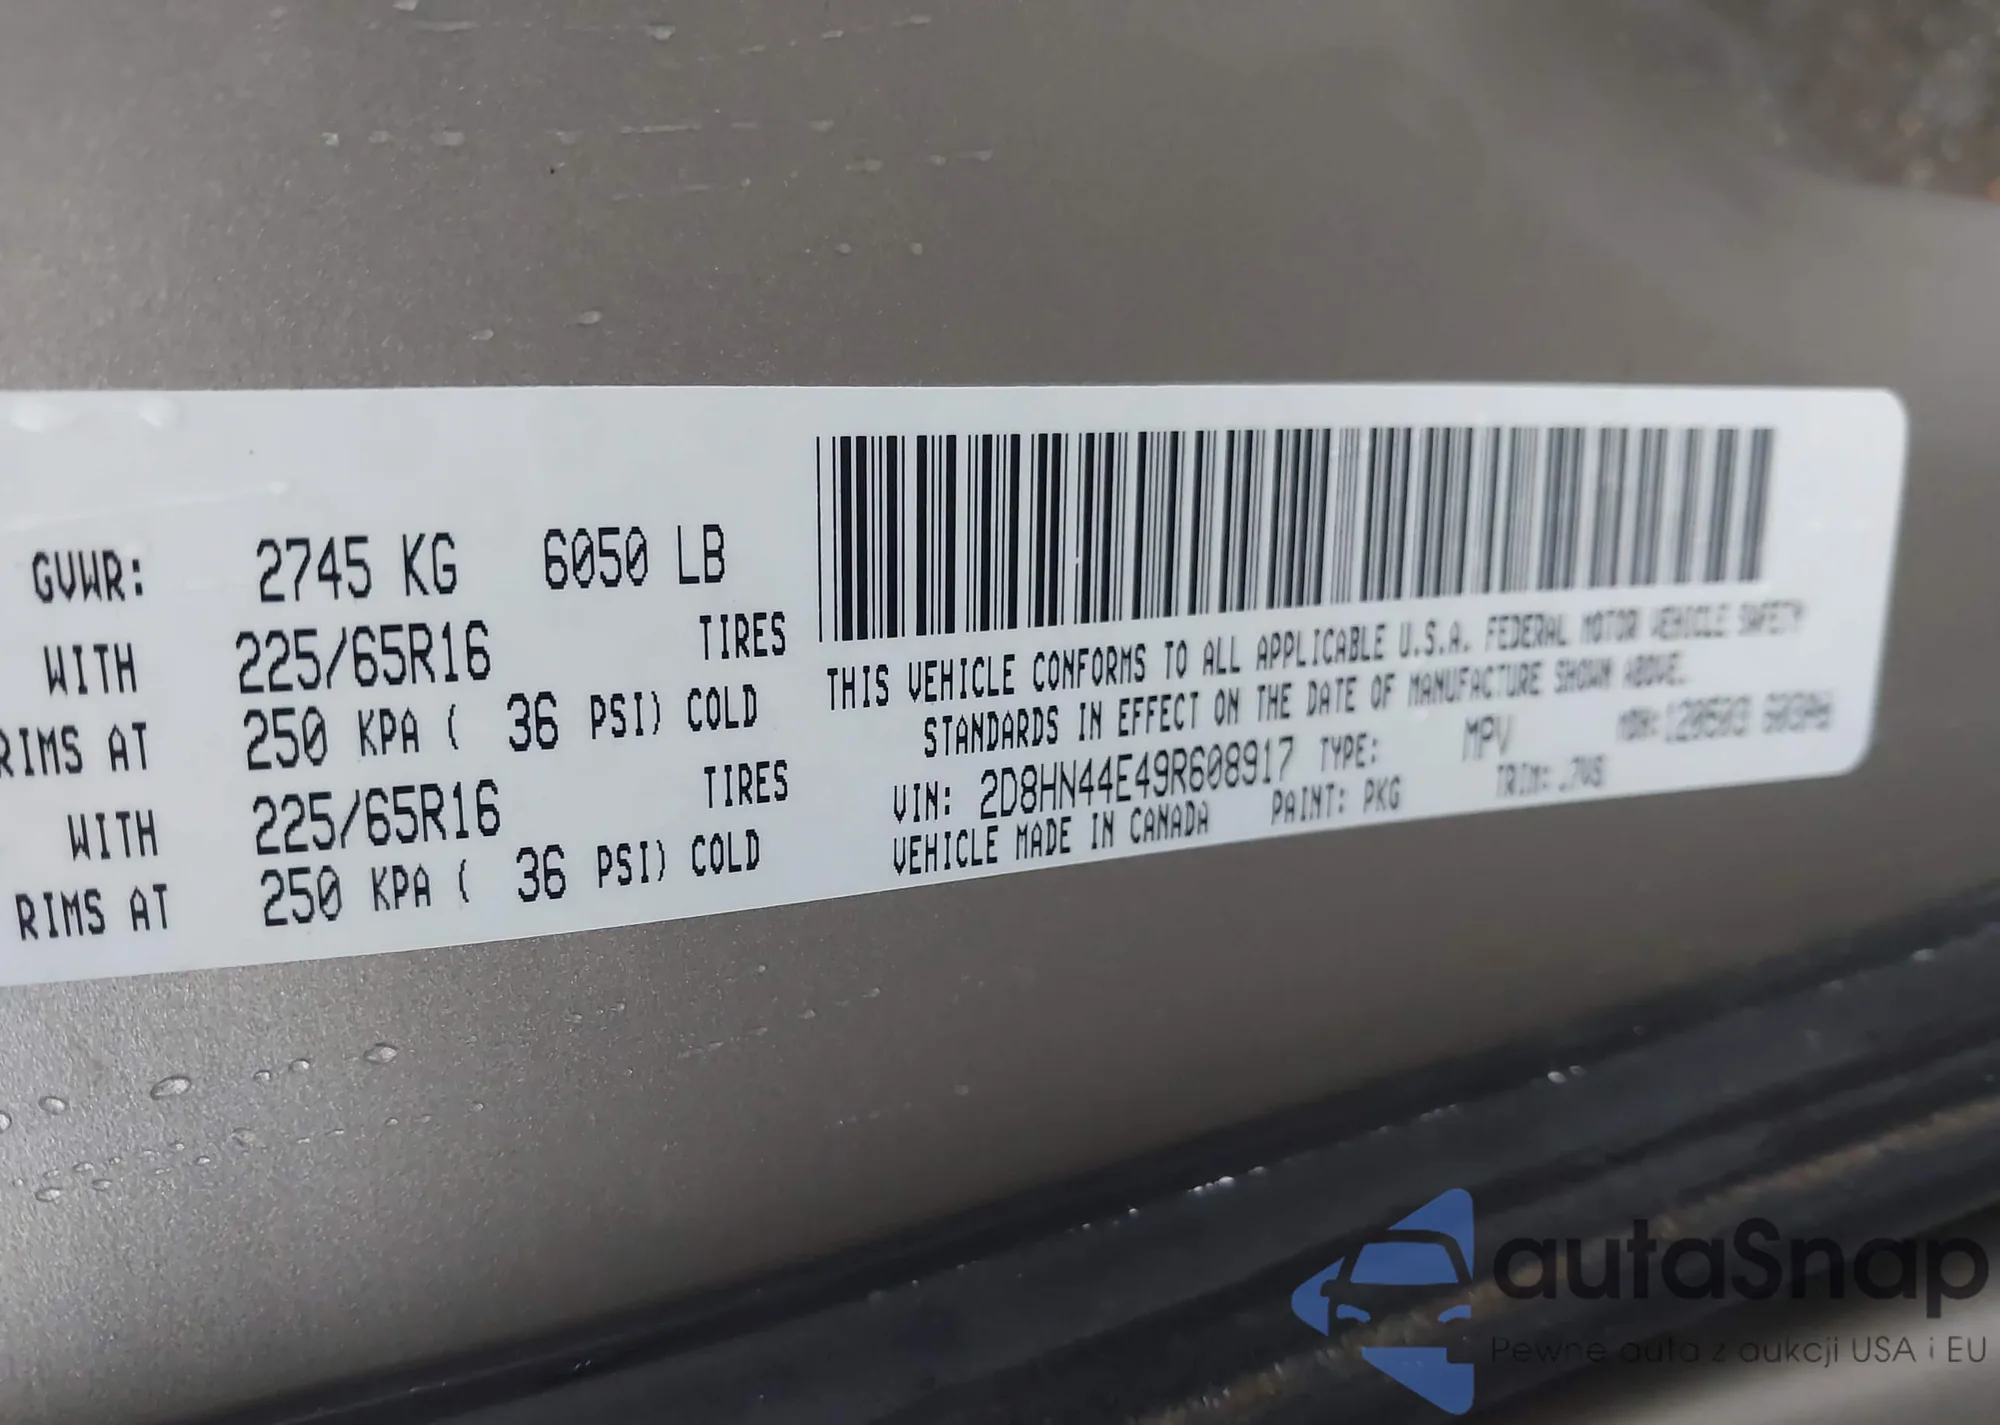 GVWR: 2745 KG 6050 LB
WITH 225/65R16 TIRES
RIMS AT 250 KPA ( 36 PSI) COLD
WITH 225/65R16 TIRES
RIMS AT 250 KPA ( 36 PSI) COLD
THIS VEHICLE CONFORMS TO ALL APPLICABLE U.S.A. FEDERAL MOTOR VEHICLE SAFETY
STANDARDS IN EFFECT ON THE DATE OF MANUFACTURE SHOWN ABOVE.
VIN: 2D8HN44E49R608917 TYPE: MPV MDH:
VEHICLE MADE IN CANADA PAINT: PKG TRIM:
autaSnap
Pewne auta z aukcji USA i EU